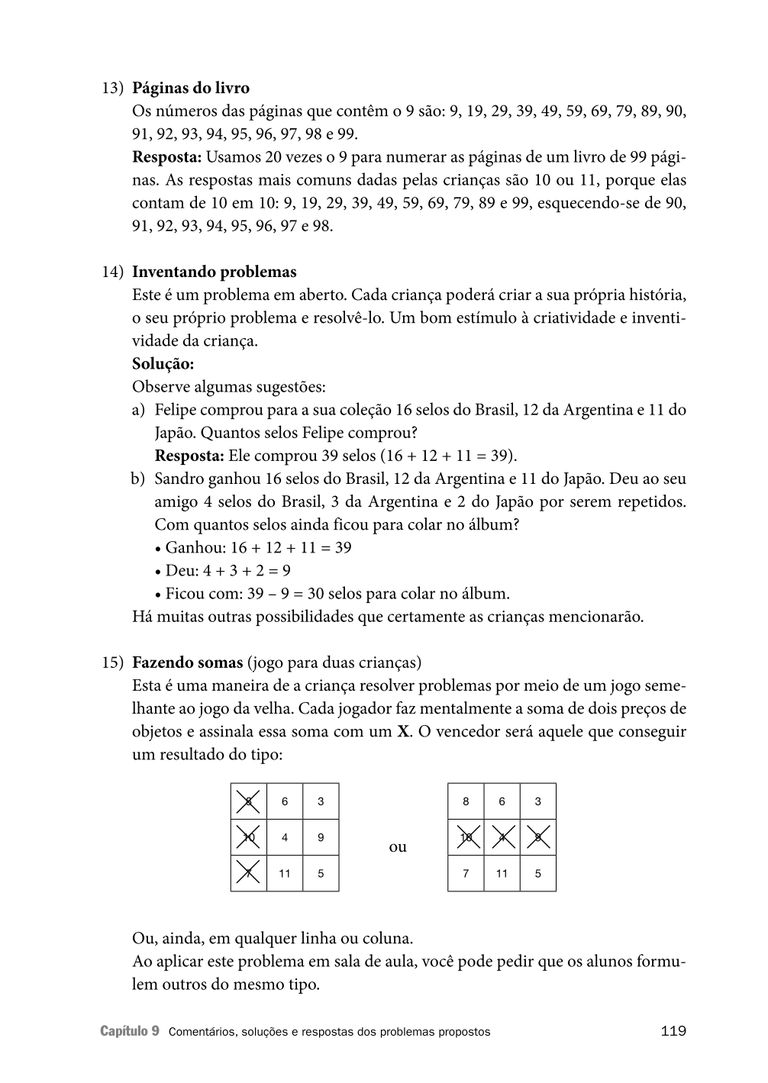 13) Páginas do livro
Os números das páginas que contêm o 9 são: 9, 19, 29, 39, 49, 59, 69, 79, 89, 90,
91, 92, 93, 94, 95, 96, 97, 98 e 99.
Resposta: Usamos 20 vezes o 9 para numerar as páginas de um livro de 99 pági-
nas. As respostas mais comuns dadas pelas crianças são 10 ou 11, porque elas
contam de 10 em 10: 9, 19, 29, 39, 49, 59, 69, 79, 89 e 99, esquecendo-se de 90,
91, 92, 93, 94, 95, 96, 97 e 98.
14) Inventando problemas
Este é um problema em aberto. Cada criança poderá criar a sua própria história,
o seu próprio problema e resolvê-lo. Um bom estímulo à criatividade e inventi-
vidade da criança.
Solução:
Observe algumas sugestões:
a) Felipe comprou para a sua coleção 16 selos do Brasil, 12 da Argentina e 11 do
Japão. Quantos selos Felipe comprou?
Resposta: Ele comprou 39 selos (16 + 12 + 11 = 39).
b) Sandro ganhou 16 selos do Brasil, 12 da Argentina e 11 do Japão. Deu ao seu
amigo 4 selos do Brasil, 3 da Argentina e 2 do Japão por serem repetidos.
Com quantos selos ainda ficou para colar no álbum?
• Ganhou: 16 + 12 + 11 = 39
• Deu: 4 + 3 + 2 = 9
• Ficou com: 39 – 9 = 30 selos para colar no álbum.
Há muitas outras possibilidades que certamente as crianças mencionarão.
15) Fazendo somas (jogo para duas crianças)
Esta é uma maneira de a criança resolver problemas por meio de um jogo seme-
lhante ao jogo da velha. Cada jogador faz mentalmente a soma de dois preços de
objetos e assinala essa soma com um X. O vencedor será aquele que conseguir
um resultado do tipo:
8 6 3
10 4 9
7 11 5
ou
8 6 3
10 4 9
7 11 5
Ou, ainda, em qualquer linha ou coluna.
Ao aplicar este problema em sala de aula, você pode pedir que os alunos formu-
lem outros do mesmo tipo.
Capítulo 9 Comentários, soluções e respostas dos problemas propostos 119